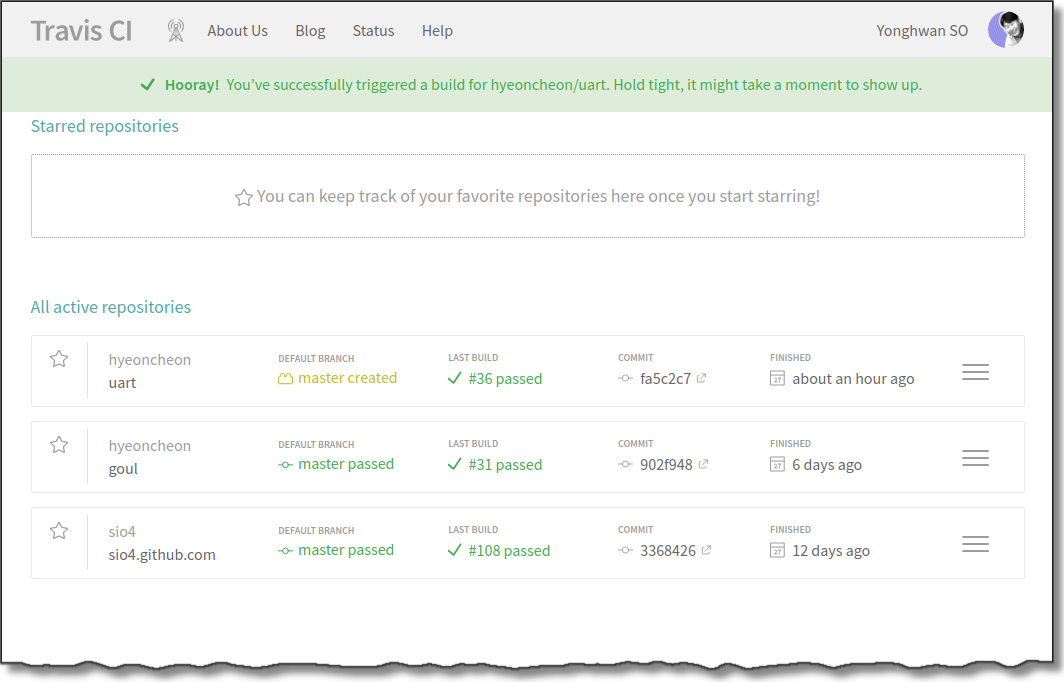 Travis CI About Us Blog Status Help Yonghwan SO
Hooray! You've successfully triggered a build for hyeoncheon/uart. Hold tight, it might take a moment to show up.
Starred repositories
You can keep track of your favorite repositories here once you start starring!
All active repositories
hyeoncheon
uart
DEFAULT BRANCH
master created
LAST BUILD
#36 passed
COMMIT
fa5c2c7
FINISHED
27 about an hour ago
hyeoncheon
goul
DEFAULT BRANCH
master passed
LAST BUILD
#31 passed
COMMIT
902f948
FINISHED
27 6 days ago
sio4
sio4.github.com
DEFAULT BRANCH
master passed
LAST BUILD
#108 passed
COMMIT
3368426
FINISHED
27 12 days ago